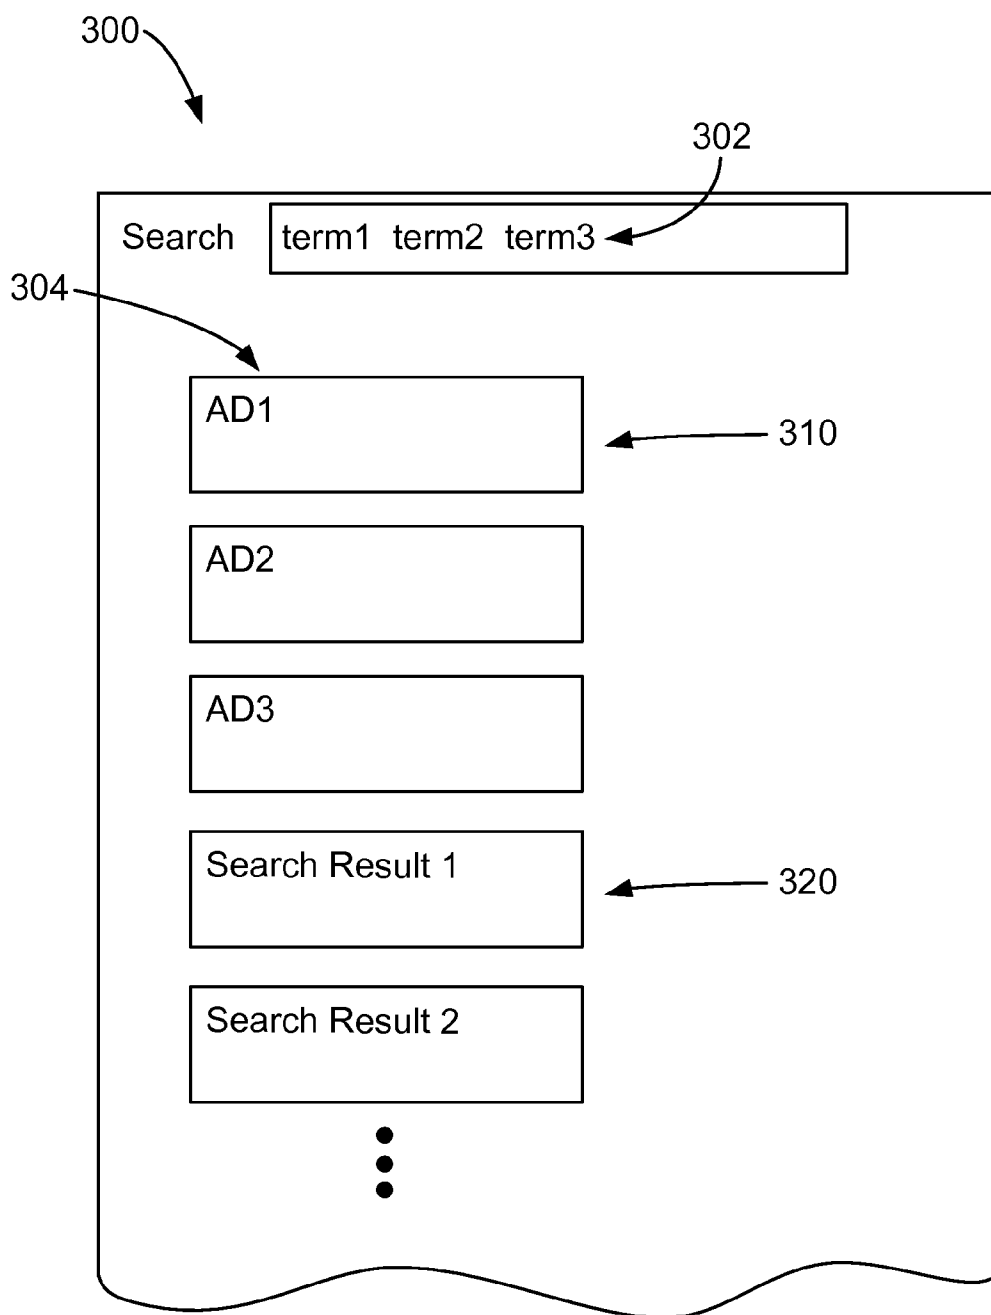 300
302
Search term1 term2 term3
304
AD1
310
AD2
AD3
Search Result 1
320
Search Result 2